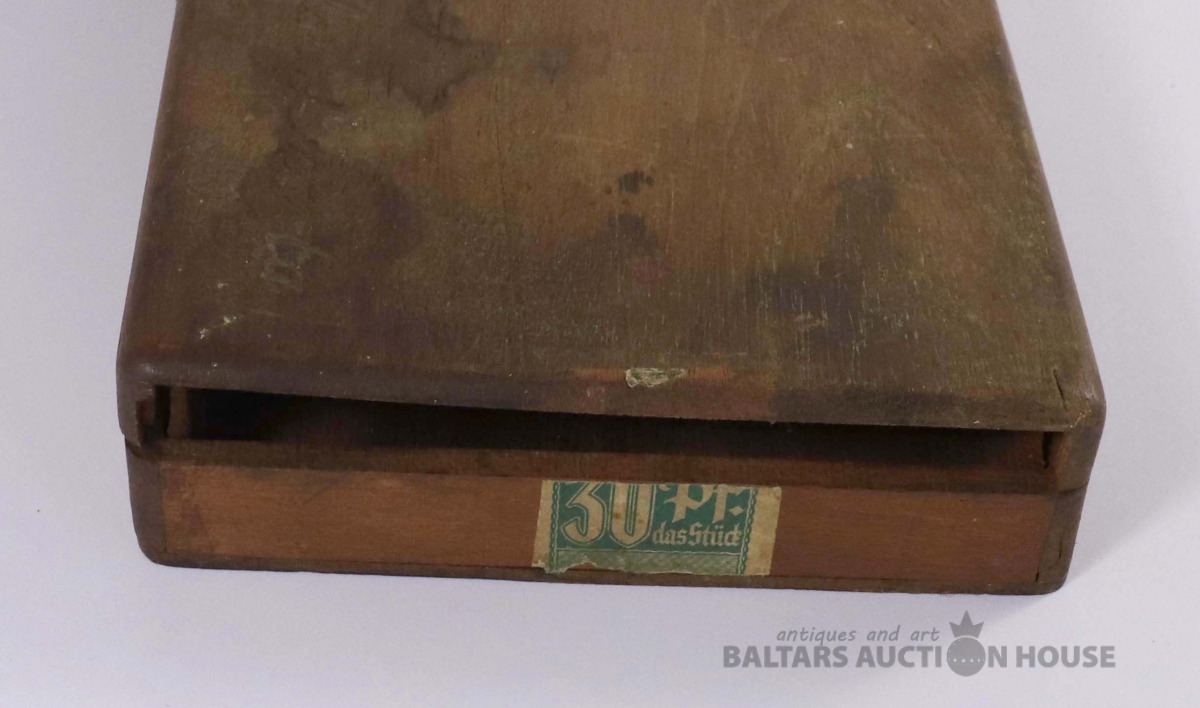 30 Pf.
das Stück
antiques and art
BALTARS AUCTION HOUSE